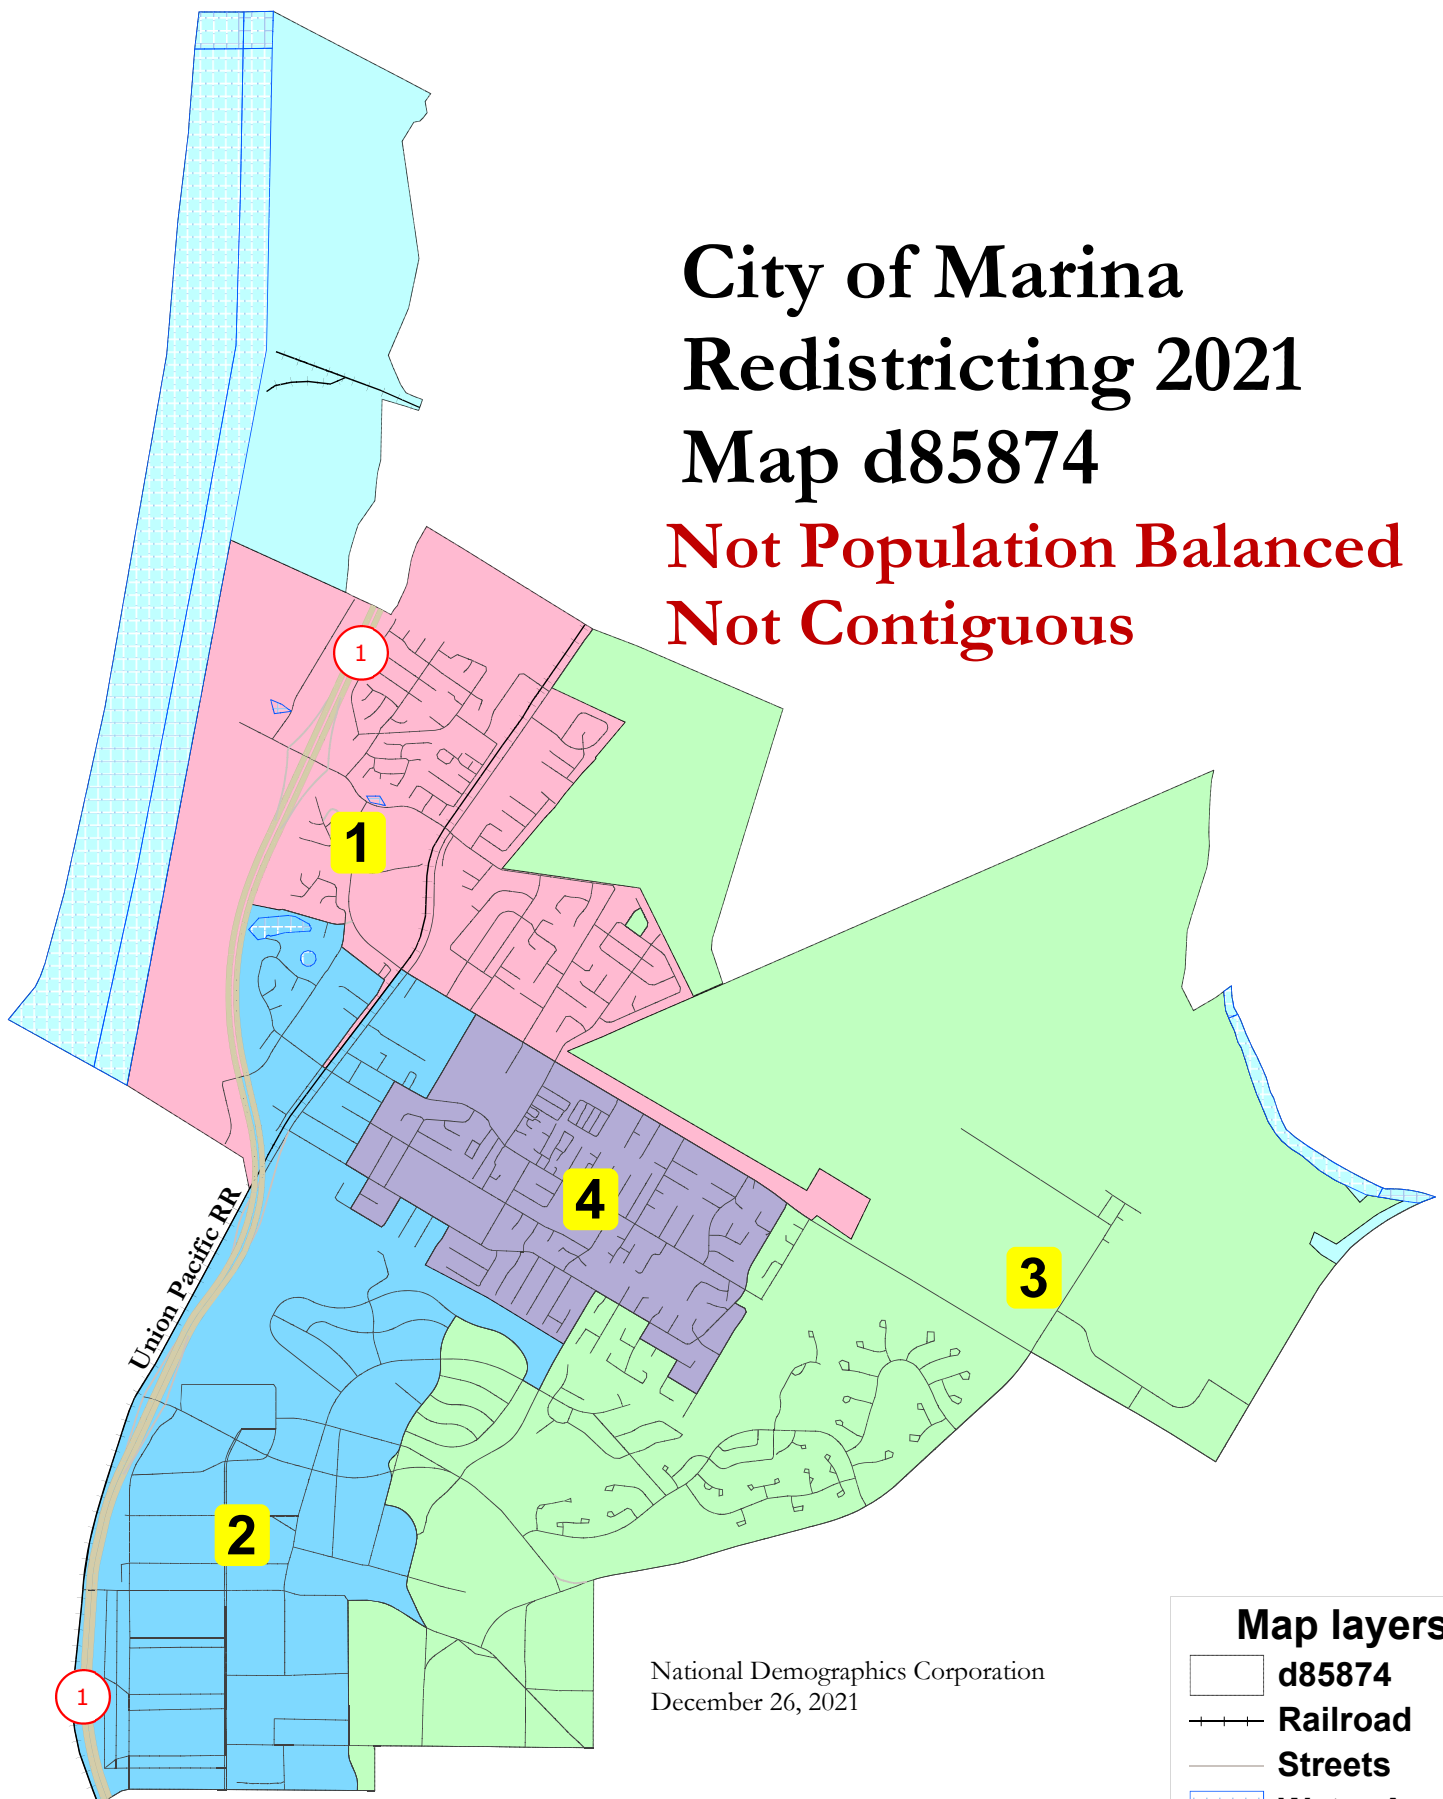 City of Marina
Redistricting 2021
Map d85874
Not Population Balanced
Not Contiguous
1
1
4
3
Union Pacific RR
2
1
National Demographics Corporation
December 26, 2021
Map layers
d85874
Railroad
Streets